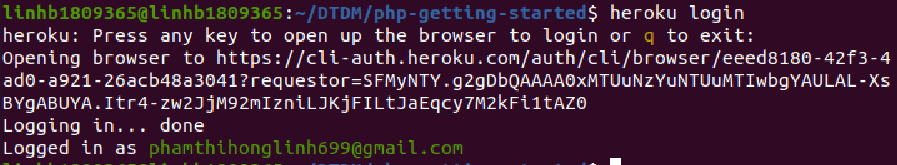 linhb1809365@linhb1809365:~/DTDM/php-getting-started$ heroku login
heroku: Press any key to open up the browser to login or q to exit:
Opening browser to https://cli-auth.heroku.com/auth/cli/browser/eeed8180-42f3-4
ad0-a921-26acb48a3041?requestor=SFMyNTY.g2gDbQAAAA0xMTUuNzYuNTUuMTIwbgYAULAL-Xs
BYgABUYA.Itr4-zw2JjM92mIzniLJKjFILtJaEqcy7M2kFi1tAZ0
Logging in... done
Logged in as phamthihonglinh699@gmail.com